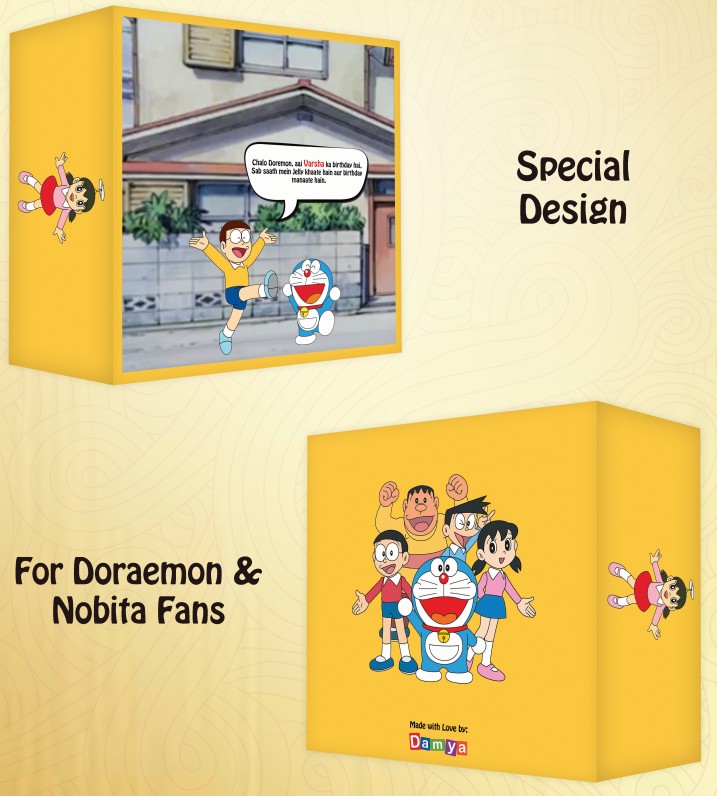 Chalo Doremon, aaj Varsha ka birthday hai.
Sab saath mein Jelly khaate hain aur birthday
manaate hain.
Special
Design
For Doraemon &
Nobita Fans
Made with Love by:
Damya